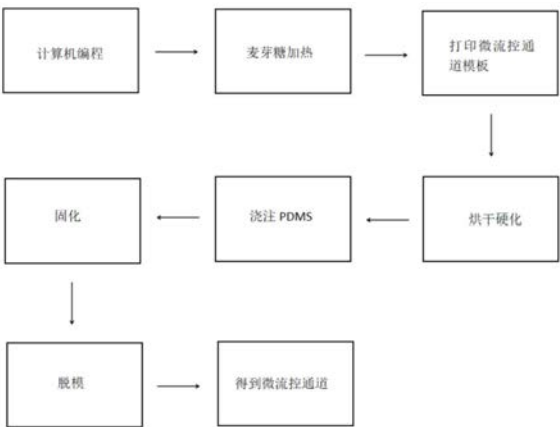 计算机编程
麦芽糖加热
打印微流控通
道模板
烘干硬化
浇注 PDMS
固化
脱模
得到微流控通道